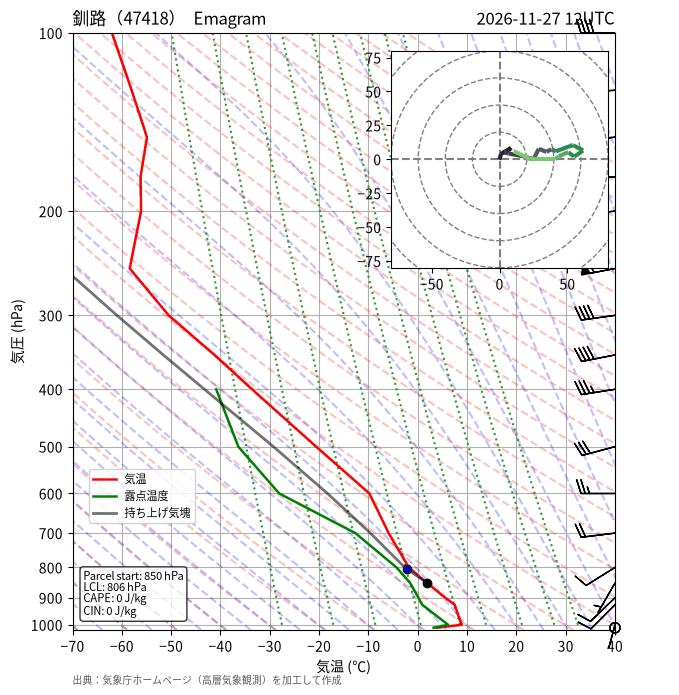 釧路（47418） Emagram
2026-11-27 12UTC
100
200
300
400
500
600
700
800
900
1000
気圧 (hPa)
75
50
25
0
−25
−50
−75
−50
0
50
気温
露点温度
持ち上げ気塊
Parcel start: 850 hPa
LCL: 806 hPa
CAPE: 0 J/kg
CIN: 0 J/kg
−70
−60
−50
−40
−30
−20
−10
0
10
20
30
40
気温 (℃)
出典：気象庁ホームページ（高層気象観測）を加工して作成